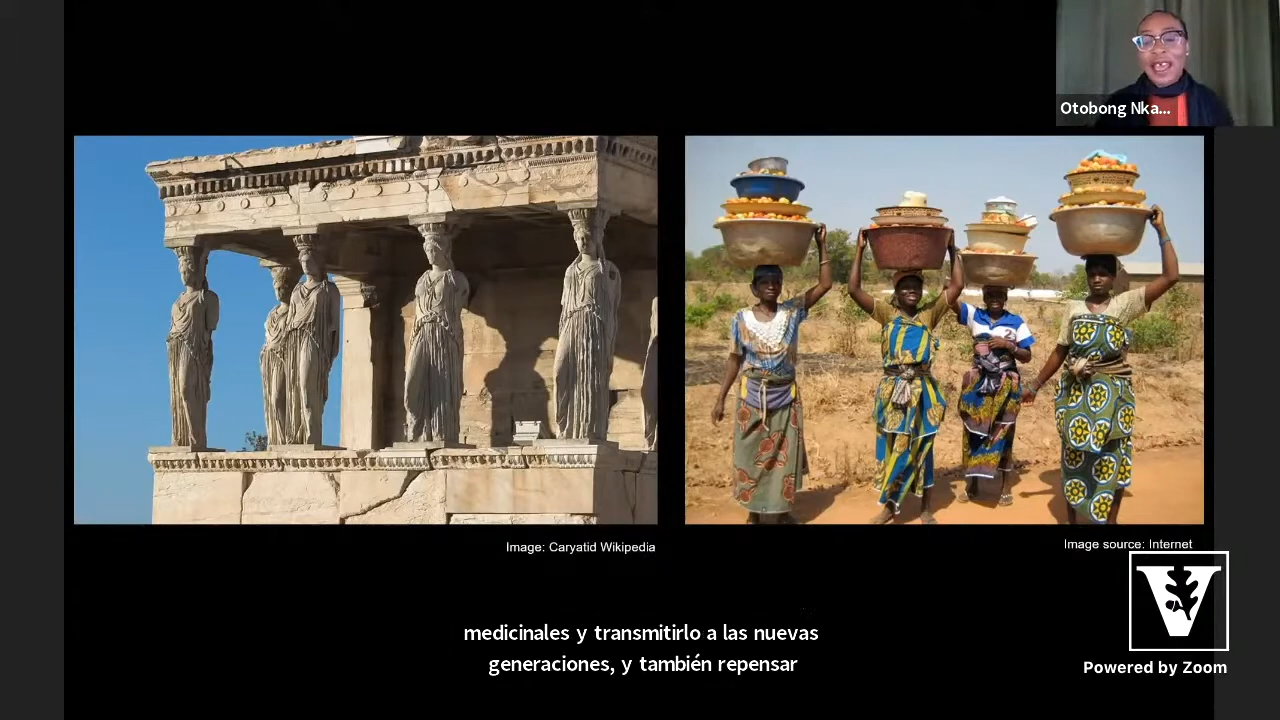 Otobong Nka...
Image: Caryatid Wikipedia
Image source: Internet
V
medicinales y transmitirlo a las nuevas
generaciones, y también repensar
Powered by Zoom